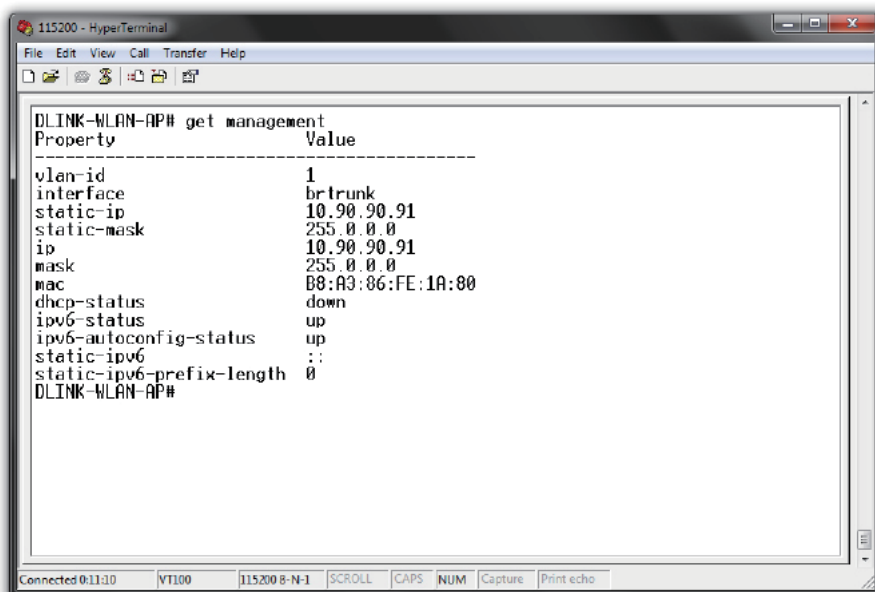 115200 - HyperTerminal
File Edit View Call Transfer Help
DLINK-WLAN-AP# get management
Property Value
--------------------------------------------
vlan-id 1
interface brtrunk
static-ip 10.90.90.91
static-mask 255.0.0.0
ip 10.90.90.91
mask 255.0.0.0
mac B8:A3:86:FE:1A:80
dhcp-status down
ipv6-status up
ipv6-autoconfig-status up
static-ipv6 ::
static-ipv6-prefix-length 0
DLINK-WLAN-AP#
Connected 0:11:10 VT100 115200 8-N-1 SCROLL CAPS NUM Capture Print echo